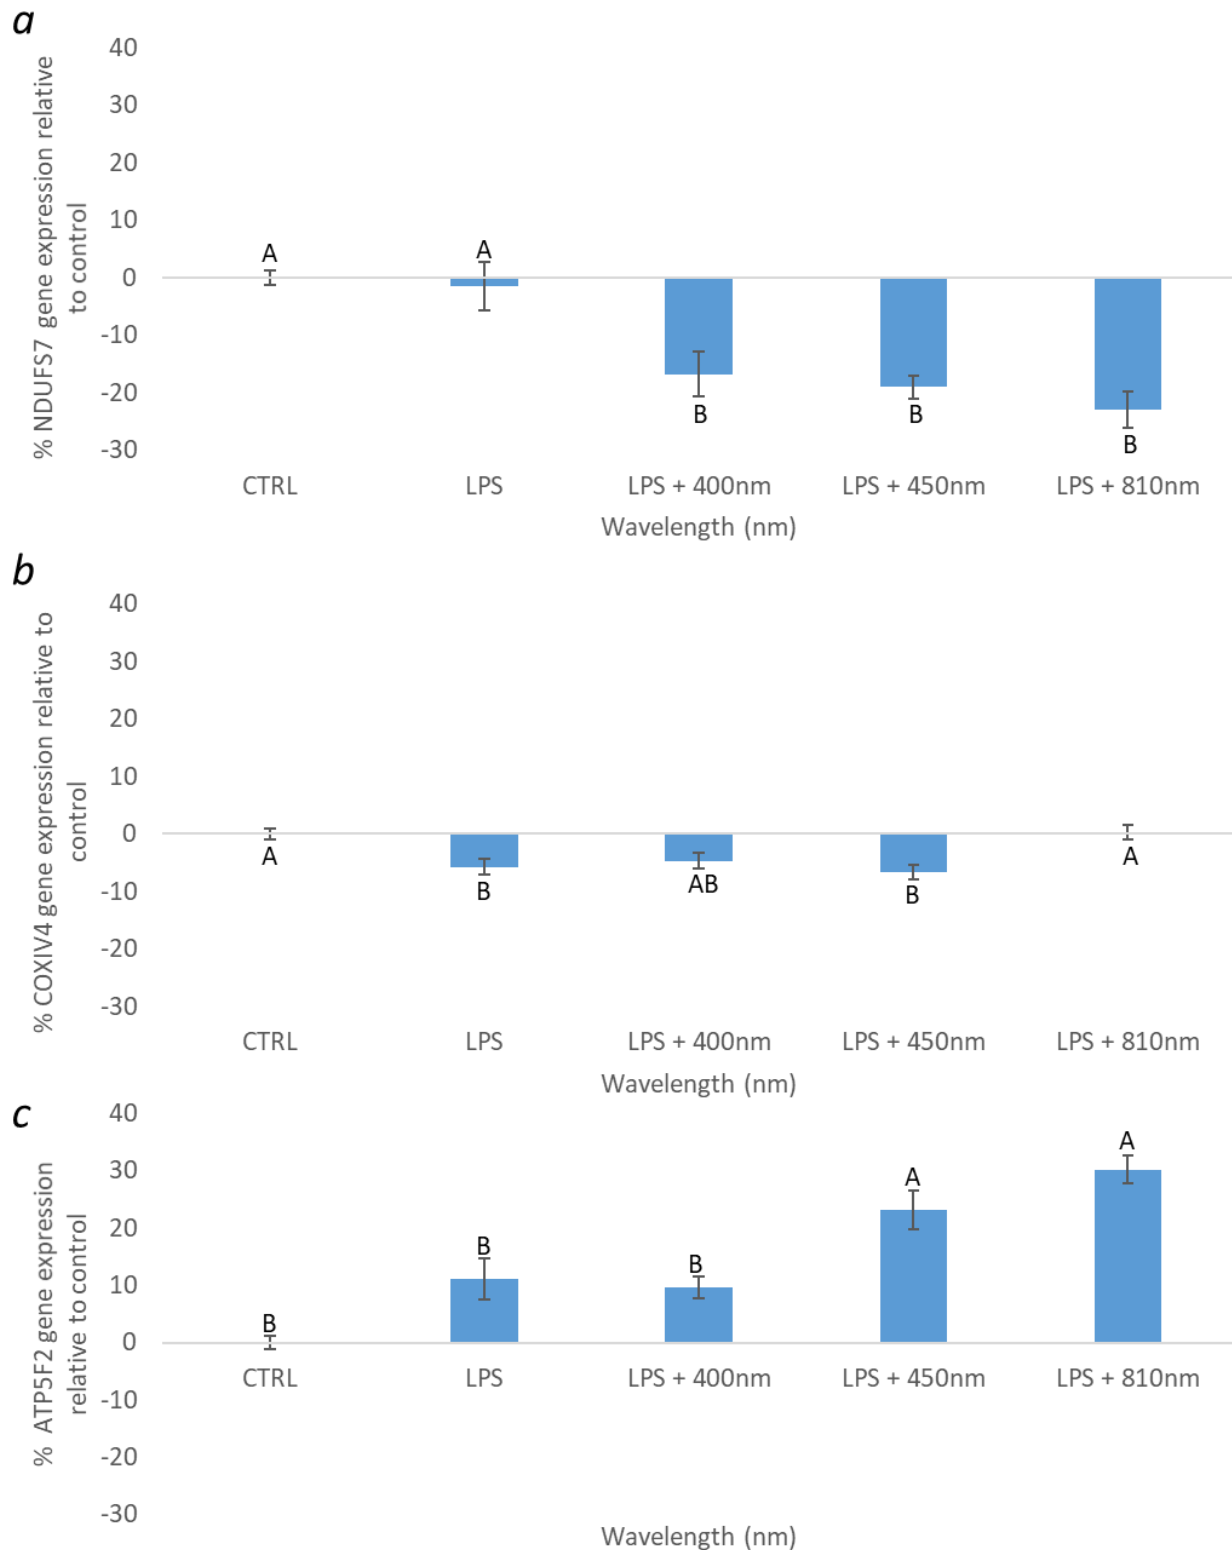 a
% NDUFS7 gene expression relative
to control
40
30
20
10
0
-10
-20
-30
A
A
B
B
B
CTRL
LPS
LPS + 400nm
LPS + 450nm
LPS + 810nm
Wavelength (nm)
b
% COXIV4 gene expression relative to
control
40
30
20
10
0
-10
-20
-30
A
B
AB
B
A
CTRL
LPS
LPS + 400nm
LPS + 450nm
LPS + 810nm
Wavelength (nm)
c
% ATP5F2 gene expression
relative to control
40
30
20
10
0
-10
-20
-30
B
B
B
A
A
CTRL
LPS
LPS + 400nm
LPS + 450nm
LPS + 810nm
Wavelength (nm)